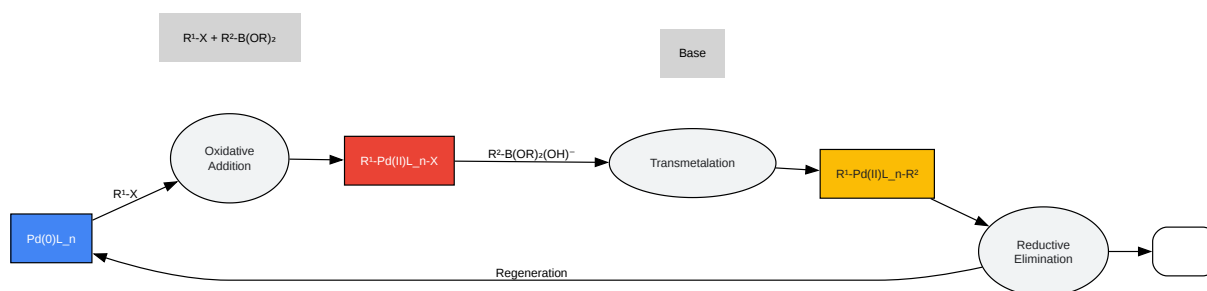 R¹-X + R²-B(OR)₂
Base
Oxidative
Addition
R¹-Pd(II)L_n-X
R²-B(OR)₂(OH)⁻
Transmetalation
R¹-Pd(II)L_n-R²
R¹-X
Pd(0)L_n
Reductive
Elimination
Regeneration